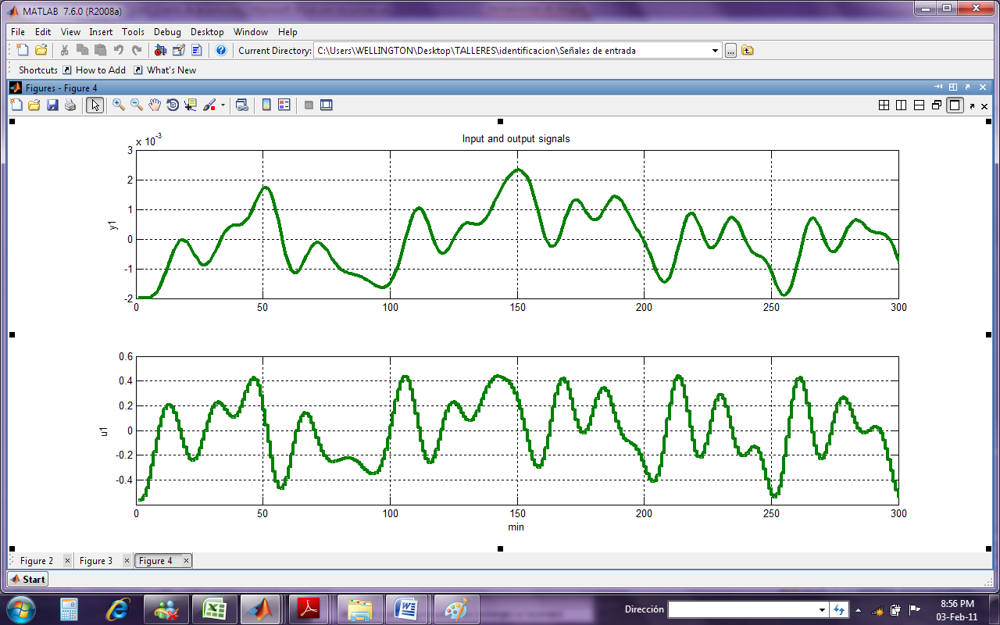 MATLAB 7.6.0 (R2008a)
File Edit View Insert Tools Debug Desktop Window Help
Current Directory: C:\Users\WELLINGTON\Desktop\TALLERES\identificacion\Señales de entrada ...
Shortcuts How to Add What's New
Figures - Figure 4
Input and output signals
x 10^-3
3
2
1
0
-1
-2
y1
0 50 100 150 200 250 300
0.6
0.4
0.2
0
-0.2
-0.4
u1
0 50 100 150 200 250 300
min
Figure 2 Figure 3 Figure 4
Start
Dirección
8:56 PM
03-Feb-11